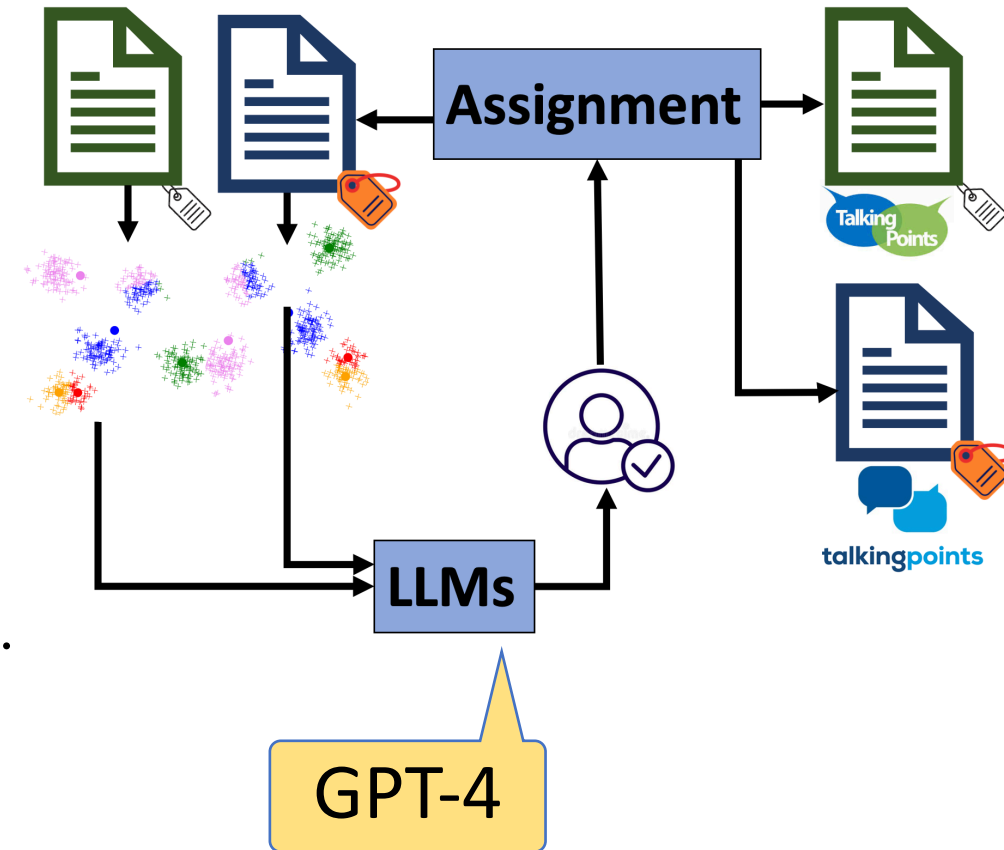 Assignment
Talking
Points
talkingpoints
LLMs
GPT-4